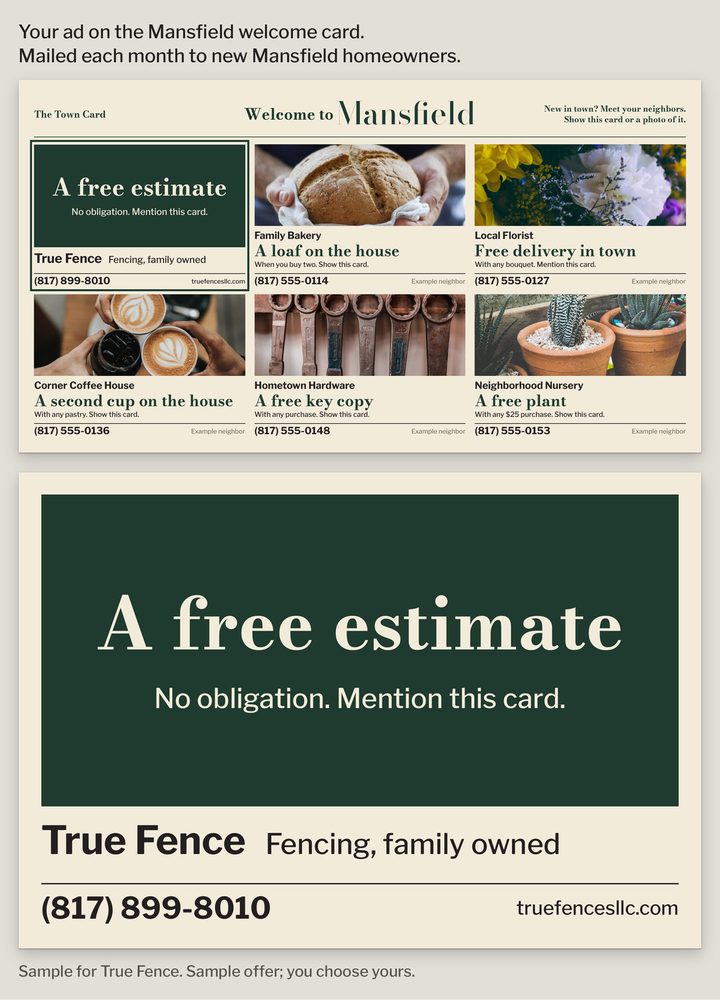 Your ad on the Mansfield welcome card.
Mailed each month to new Mansfield homeowners.
The Town Card
Welcome to Mansfield
New in town? Meet your neighbors.
Show this card or a photo of it.
A free estimate
No obligation. Mention this card.
True Fence Fencing, family owned
(817) 899-8010 truefencesllc.com
Family Bakery
A loaf on the house
When you buy two. Show this card.
(817) 555-0114 Example neighbor
Local Florist
Free delivery in town
With any bouquet. Mention this card.
(817) 555-0127 Example neighbor
Corner Coffee House
A second cup on the house
With any pastry. Show this card.
(817) 555-0136 Example neighbor
Hometown Hardware
A free key copy
With any purchase. Show this card.
(817) 555-0148 Example neighbor
Neighborhood Nursery
A free plant
With any $25 purchase. Show this card.
(817) 555-0153 Example neighbor
A free estimate
No obligation. Mention this card.
True Fence Fencing, family owned
(817) 899-8010 truefencesllc.com
Sample for True Fence. Sample offer; you choose yours.